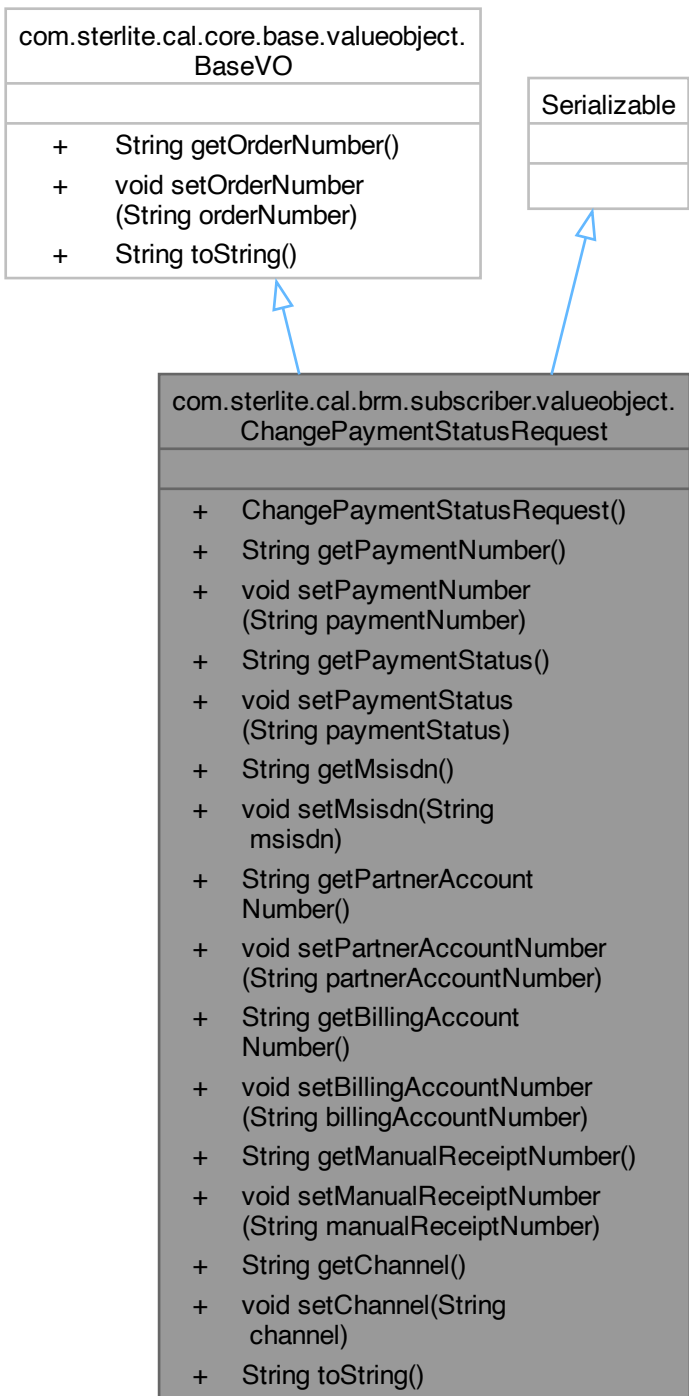 com.sterlite.cal.core.base.valueobject.
BaseVO
+ String getOrderNumber()
+ void setOrderNumber
(String orderNumber)
+ String toString()
Serializable
com.sterlite.cal.brm.subscriber.valueobject.
ChangePaymentStatusRequest
+ ChangePaymentStatusRequest()
+ String getPaymentNumber()
+ void setPaymentNumber
(String paymentNumber)
+ String getPaymentStatus()
+ void setPaymentStatus
(String paymentStatus)
+ String getMsisdn()
+ void setMsisdn(String
msisdn)
+ String getPartnerAccount
Number()
+ void setPartnerAccountNumber
(String partnerAccountNumber)
+ String getBillingAccount
Number()
+ void setBillingAccountNumber
(String billingAccountNumber)
+ String getManualReceiptNumber()
+ void setManualReceiptNumber
(String manualReceiptNumber)
+ String getChannel()
+ void setChannel(String
channel)
+ String toString()